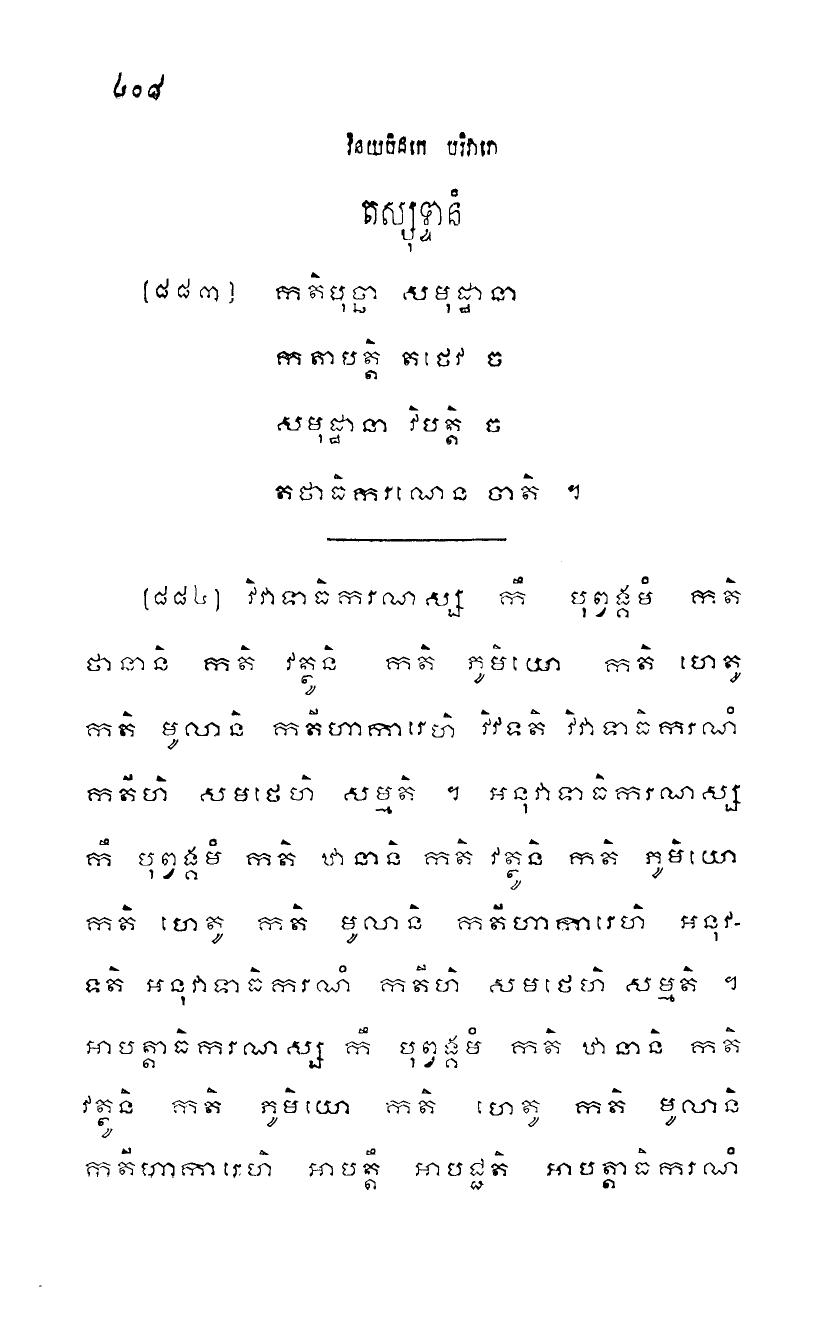 ៤០៨
វិនយបិដកេ បរិវារោ
តស្សុទ្ទានំ
[៨៨៣] កតិបុច្ឆា សមុដ្ឋានា
កតាបត្តិ តថេវ ច
សមុដ្ឋានា វិបត្តិ ច
តថាធិករណេន ចាតិ ។
[៨៨៤] វិវាទាធិករណស្ស កឹ បុព្វង្គមំ កតិ
ឋានានិ កតិ វត្ថូនិ កតិ ភូមិយោ កតិ ហេតូ
កតិ មូលានិ កតីហាការេហិ វិវទតិ វិវាទាធិករណំ
កតីហិ សមថេហិ សម្មតិ ។ អនុវាទាធិករណស្ស
កឹ បុព្វង្គមំ កតិ ឋានានិ កតិ វត្ថូនិ កតិ ភូមិយោ
កតិ ហេតូ កតិ មូលានិ កតីហាការេហិ អនុវ-
ទតិ អនុវាទាធិករណំ កតីហិ សមថេហិ សម្មតិ ។
អាបត្តាធិករណស្ស កឹ បុព្វង្គមំ កតិ ឋានានិ កតិ
វត្ថូនិ កតិ ភូមិយោ កតិ ហេតូ កតិ មូលានិ
កតីហាការេហិ អាបត្តឹ អាបជ្ជតិ អាបត្តាធិករណំ